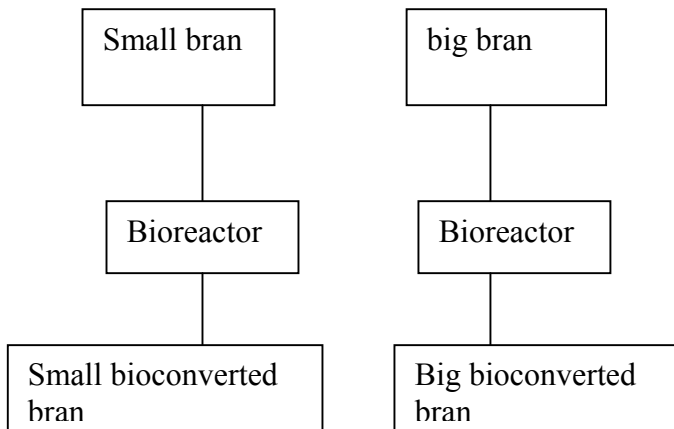 Small bran
big bran
Bioreactor
Bioreactor
Small bioconverted
bran
Big bioconverted
bran